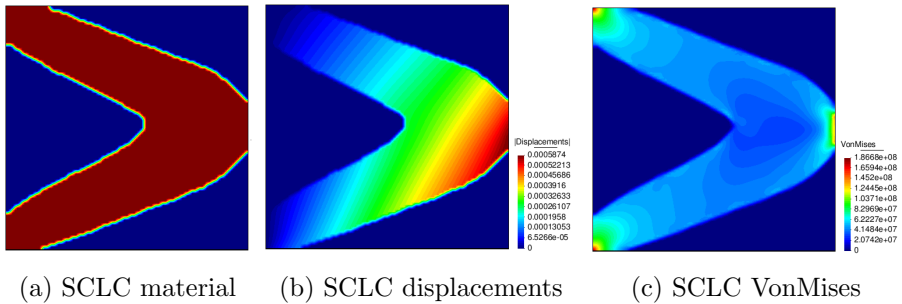 |Displacements|
0.0005874
0.00052213
0.00045686
0.0003916
0.00032633
0.00026107
0.0001958
0.00013053
6.5266e-05
0
VonMises
1.8668e+08
1.6594e+08
1.452e+08
1.2445e+08
1.0371e+08
8.2969e+07
6.2227e+07
4.1484e+07
2.0742e+07
0
(a) SCLC material
(b) SCLC displacements
(c) SCLC VonMises